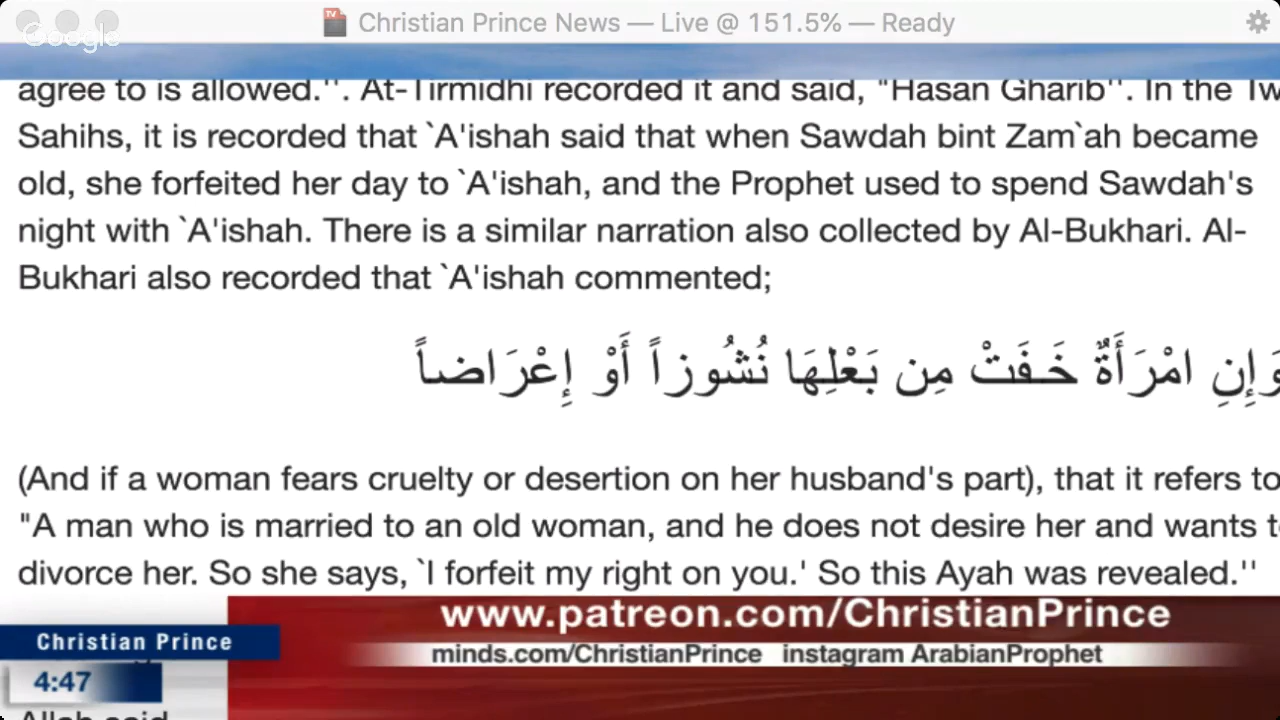 Christian Prince News — Live @ 151.5% — Ready
Google
agree to is allowed.''. At-Tirmidhi recorded it and said, "Hasan Gharib''. In the Tw
Sahihs, it is recorded that `A'ishah said that when Sawdah bint Zam`ah became
old, she forfeited her day to `A'ishah, and the Prophet used to spend Sawdah's
night with `A'ishah. There is a similar narration also collected by Al-Bukhari. Al-
Bukhari also recorded that `A'ishah commented;
وَإِنِ امْرَأَةٌ خَـفَتْ مِن بَعْلِهَا نُشُوزاً أَوْ إِعْرَاضاً
(And if a woman fears cruelty or desertion on her husband's part), that it refers to
"A man who is married to an old woman, and he does not desire her and wants t
divorce her. So she says, `I forfeit my right on you.' So this Ayah was revealed.''
www.patreon.com/ChristianPrince
Christian Prince
minds.com/ChristianPrince instagram ArabianProphet
4:47
Allah said